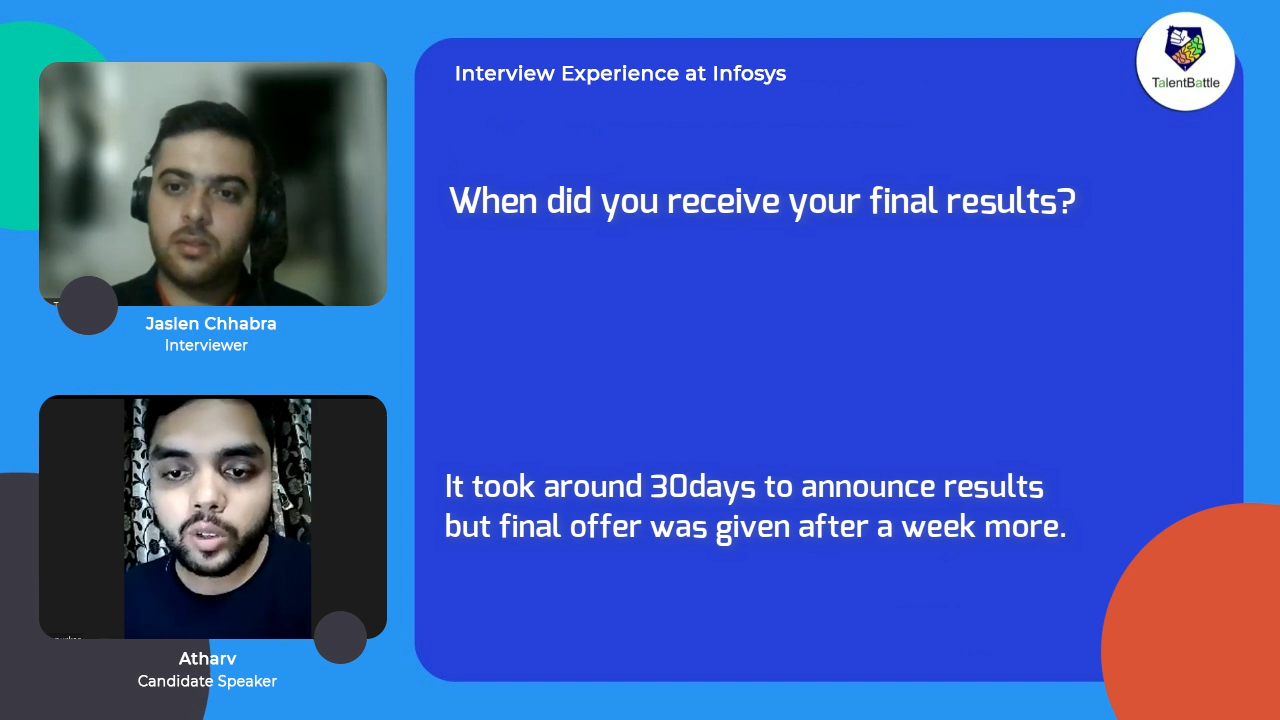 Interview Experience at Infosys
TalentBattle
When did you receive your final results?
Jaslen Chhabra
Interviewer
It took around 30days to announce results
but final offer was given after a week more.
Atharv
Candidate Speaker